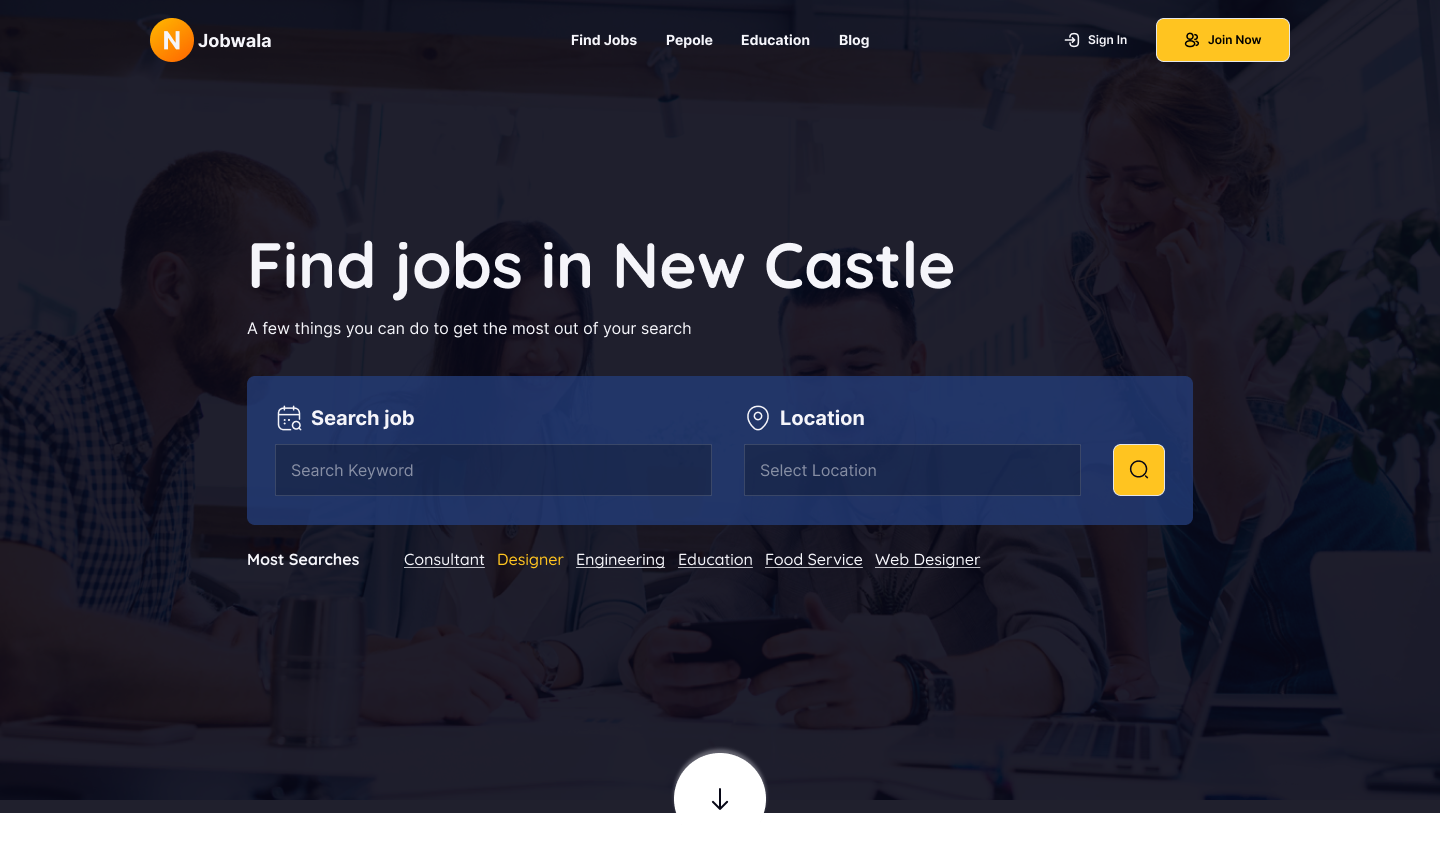 N Jobwala
Find Jobs Pepole Education Blog
Sign In
Join Now
Find jobs in New Castle
A few things you can do to get the most out of your search
Search job
Location
Search Keyword
Select Location
Most Searches Consultant Designer Engineering Education Food Service Web Designer